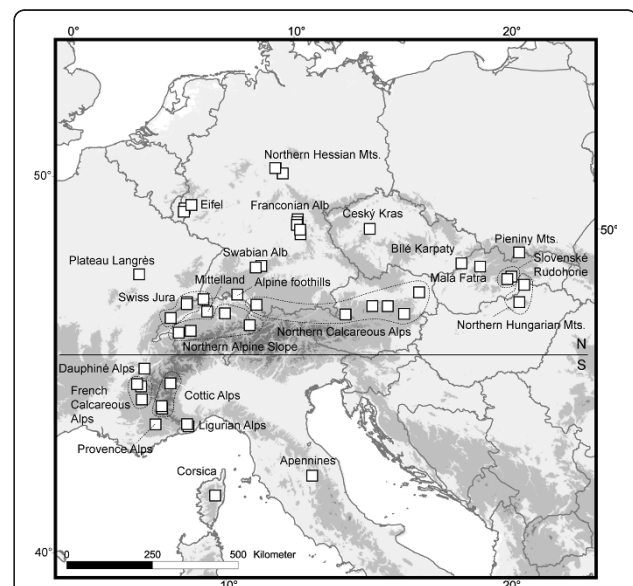 0°
10°
20°
50°
Northern Hessian Mts.
Eifel
Franconian Alb
Český Kras
50°
Bílé Karpaty
Pieniny Mts.
Plateau Langrès
Swabian Alb
Slovenské
Rudohorie
Malá Fatra
Mittelland
Alpine foothills
Swiss Jura
Northern Calcareous Alps
Northern Hungarian Mts.
Northern Alpine Slope
N
S
Dauphiné Alps
French
Calcareous
Alps
Cottic Alps
Provence Alps
Ligurian Alps
Corsica
Apennines
40°
40°
0 250 500 Kilometer
10°
20°